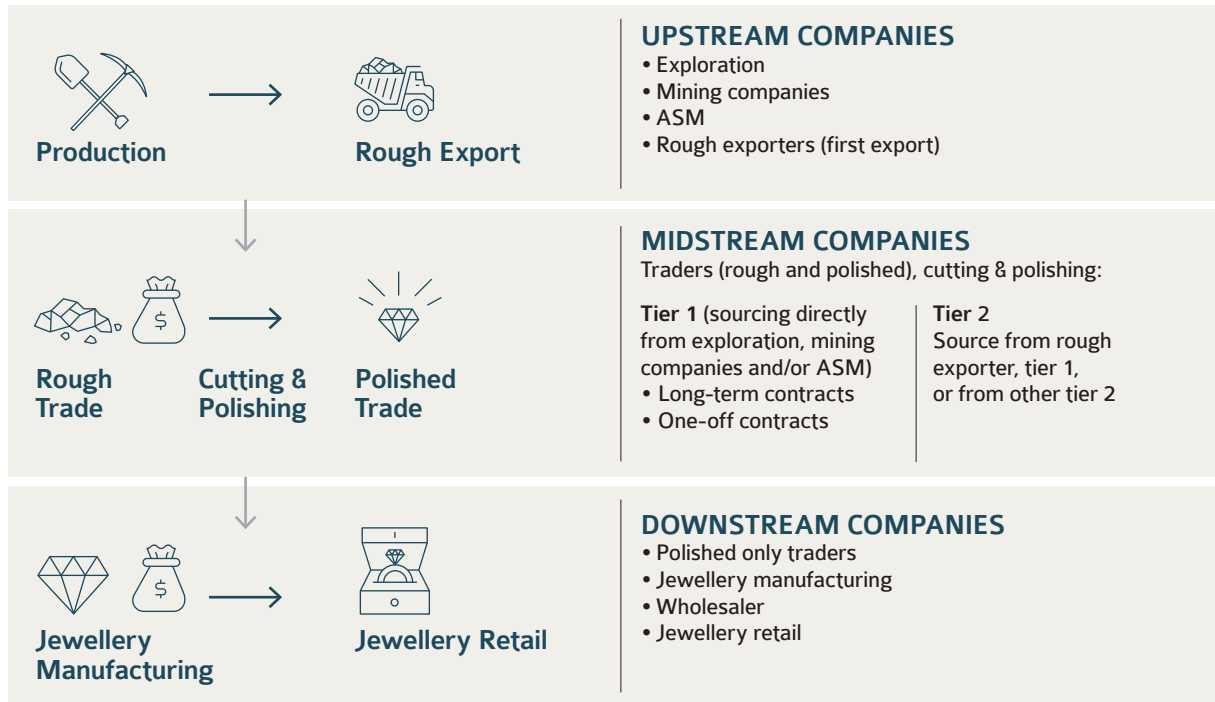 Production
Rough Export
UPSTREAM COMPANIES
• Exploration
• Mining companies
• ASM
• Rough exporters (first export)
$
Rough
Trade
Cutting &
Polishing
Polished
Trade
MIDSTREAM COMPANIES
Traders (rough and polished), cutting & polishing:
Tier 1 (sourcing directly
from exploration, mining
companies and/or ASM)
• Long-term contracts
• One-off contracts
Tier 2
Source from rough
exporter, tier 1,
or from other tier 2
$
Jewellery
Manufacturing
Jewellery Retail
DOWNSTREAM COMPANIES
• Polished only traders
• Jewellery manufacturing
• Wholesaler
• Jewellery retail